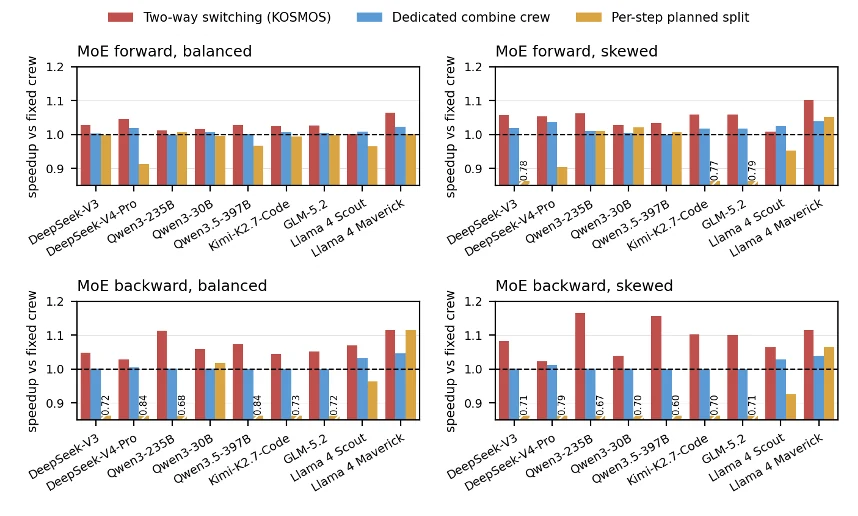 Two-way switching (KOSMOS) Dedicated combine crew Per-step planned split
MoE forward, balanced
speedup vs fixed crew
1.2
1.1
1.0
0.9
DeepSeek-V3
DeepSeek-V4-Pro
Qwen3-235B
Qwen3-30B
Qwen3.5-397B
Kimi-K2.7-Code
GLM-5.2
Llama 4 Scout
Llama 4 Maverick
MoE forward, skewed
speedup vs fixed crew
1.2
1.1
1.0
0.9
0.78
0.77
0.79
DeepSeek-V3
DeepSeek-V4-Pro
Qwen3-235B
Qwen3-30B
Qwen3.5-397B
Kimi-K2.7-Code
GLM-5.2
Llama 4 Scout
Llama 4 Maverick
MoE backward, balanced
speedup vs fixed crew
1.2
1.1
1.0
0.9
0.72
0.84
0.68
0.84
0.73
0.72
DeepSeek-V3
DeepSeek-V4-Pro
Qwen3-235B
Qwen3-30B
Qwen3.5-397B
Kimi-K2.7-Code
GLM-5.2
Llama 4 Scout
Llama 4 Maverick
MoE backward, skewed
speedup vs fixed crew
1.2
1.1
1.0
0.9
0.71
0.79
0.67
0.70
0.60
0.70
0.71
DeepSeek-V3
DeepSeek-V4-Pro
Qwen3-235B
Qwen3-30B
Qwen3.5-397B
Kimi-K2.7-Code
GLM-5.2
Llama 4 Scout
Llama 4 Maverick